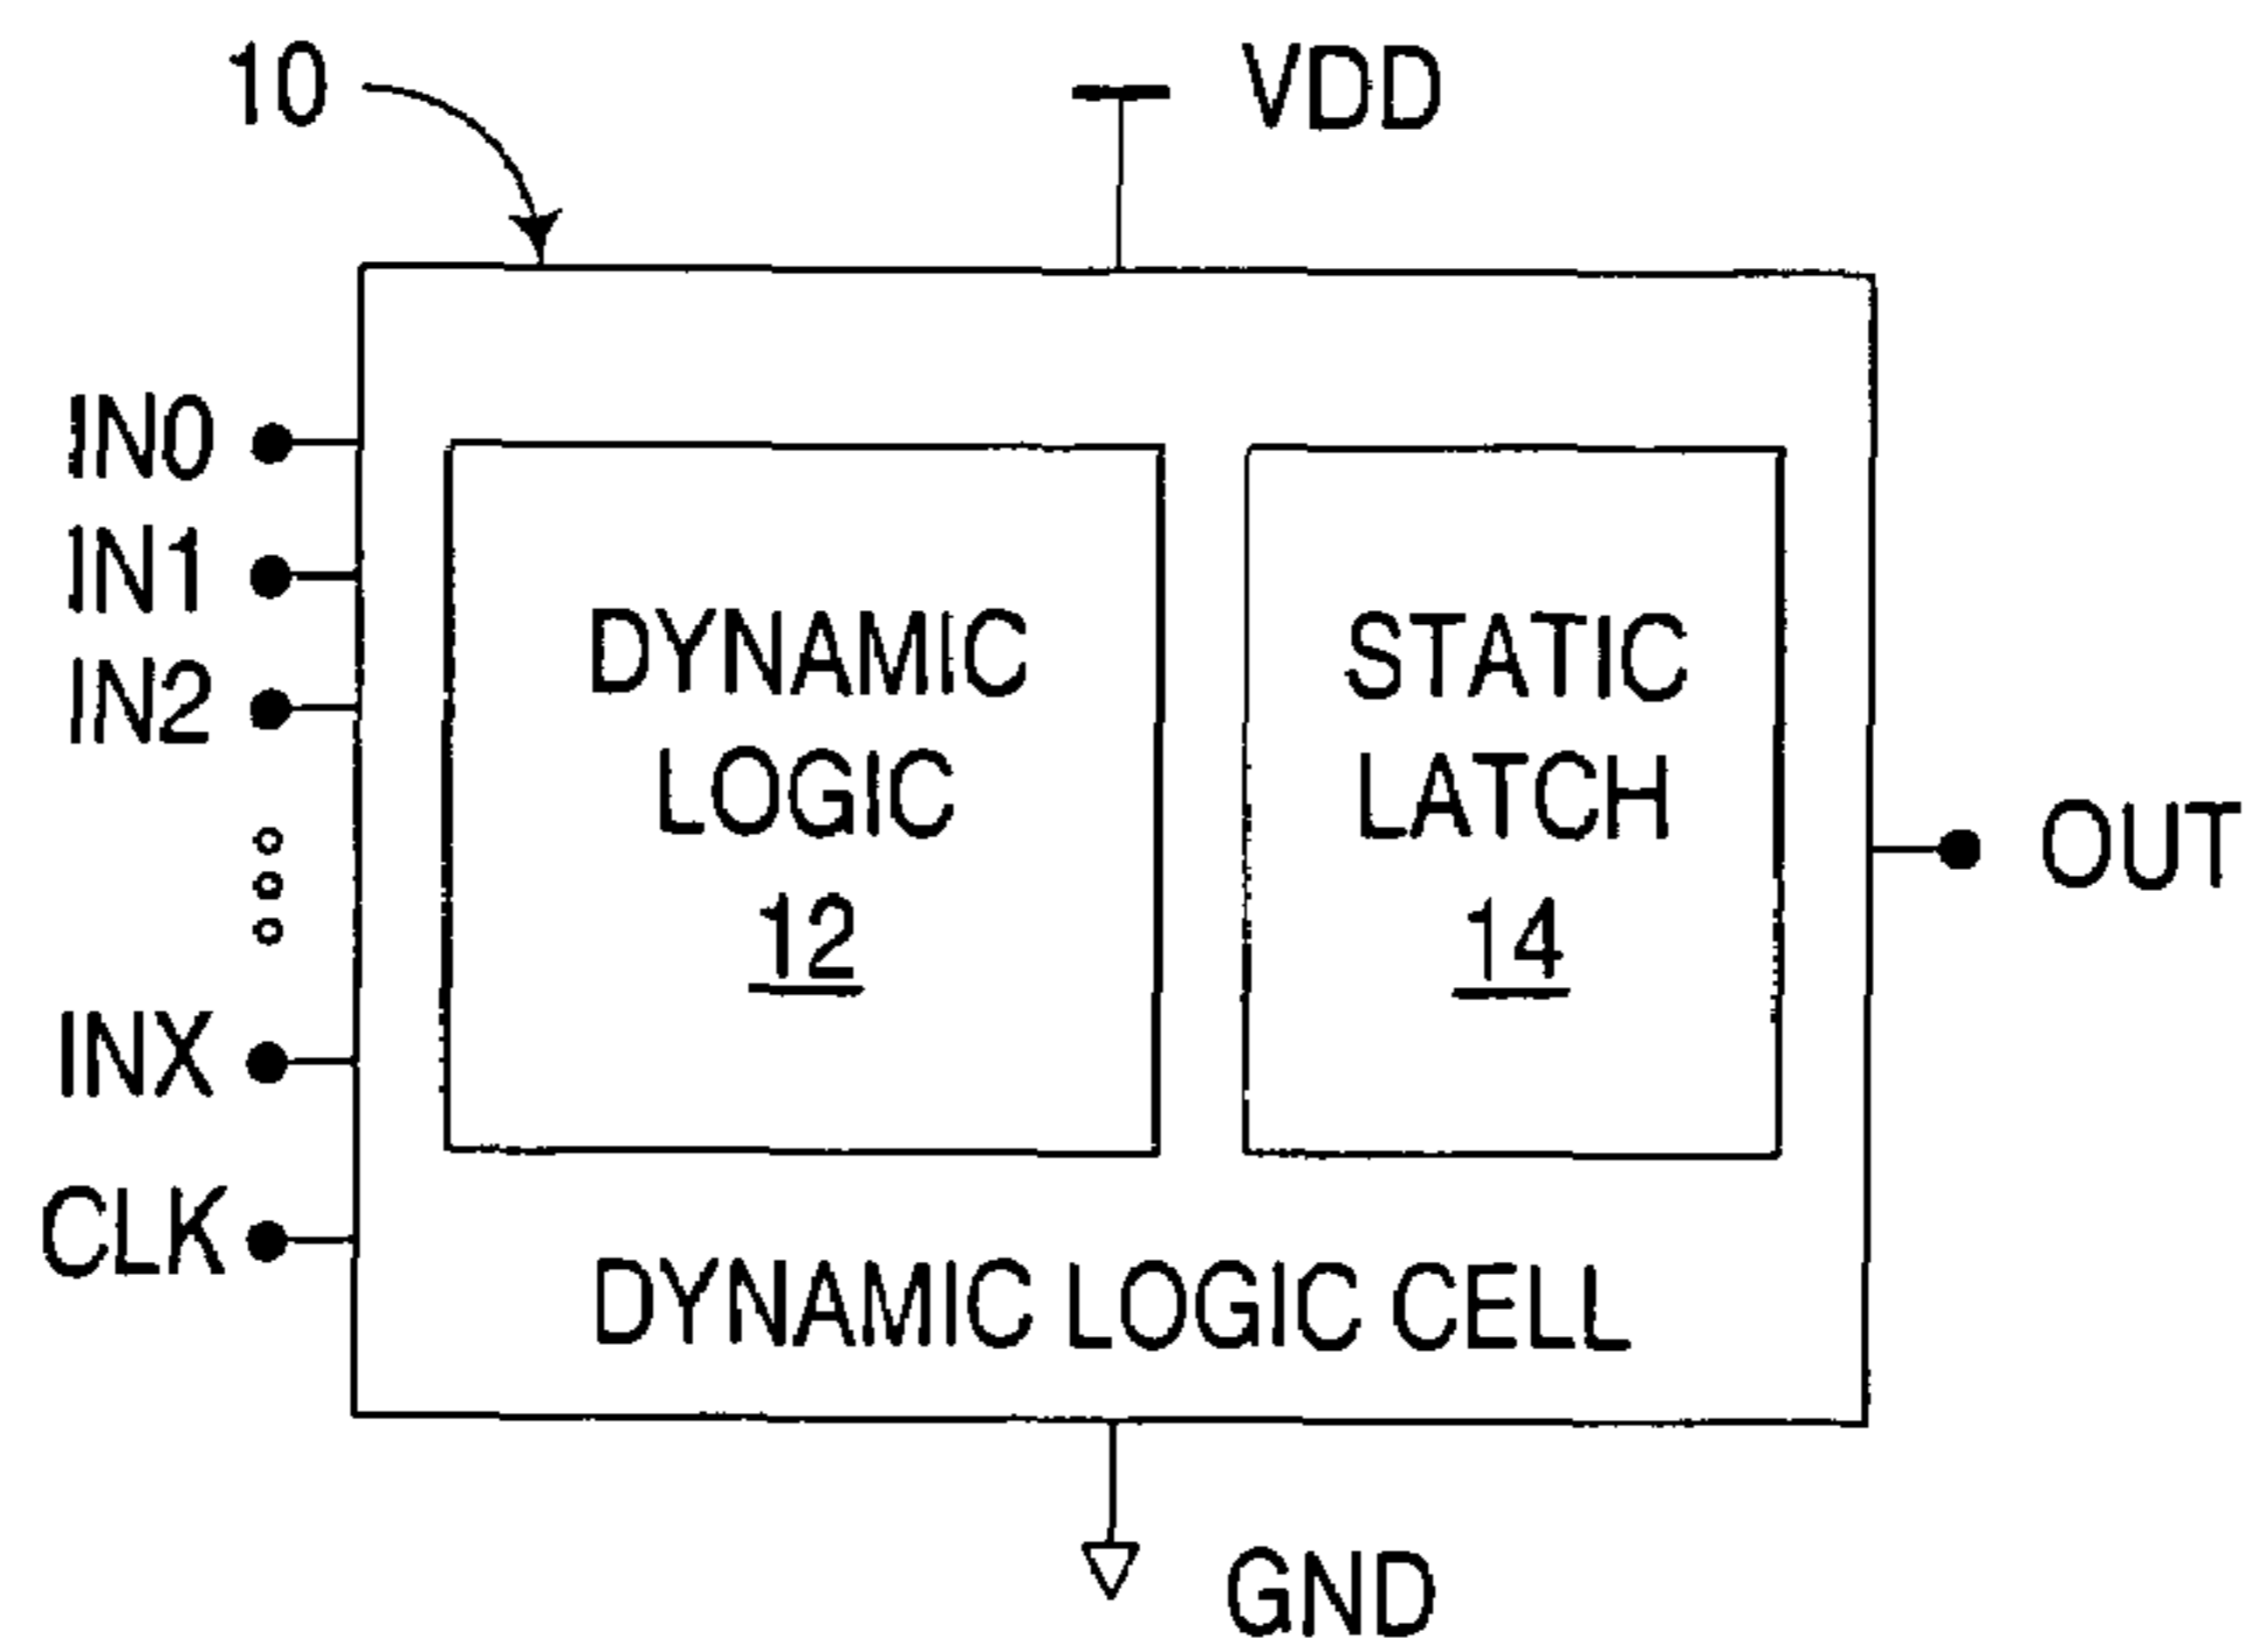 10
VDD
IN0
IN1
IN2
INX
CLK
DYNAMIC
LOGIC
12
STATIC
LATCH
14
OUT
DYNAMIC LOGIC CELL
GND